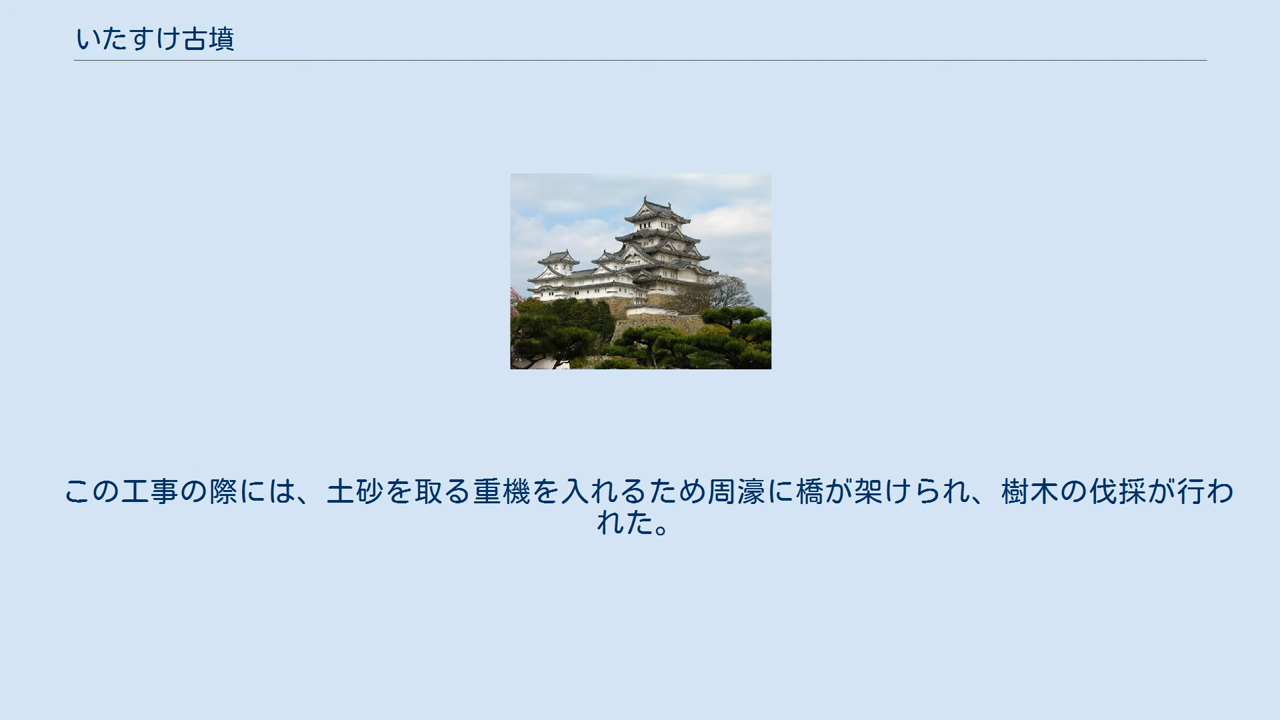 いたすけ古墳
この工事の際には、土砂を取る重機を入れるため周濠に橋が架けられ、樹木の伐採が行わ
れた。